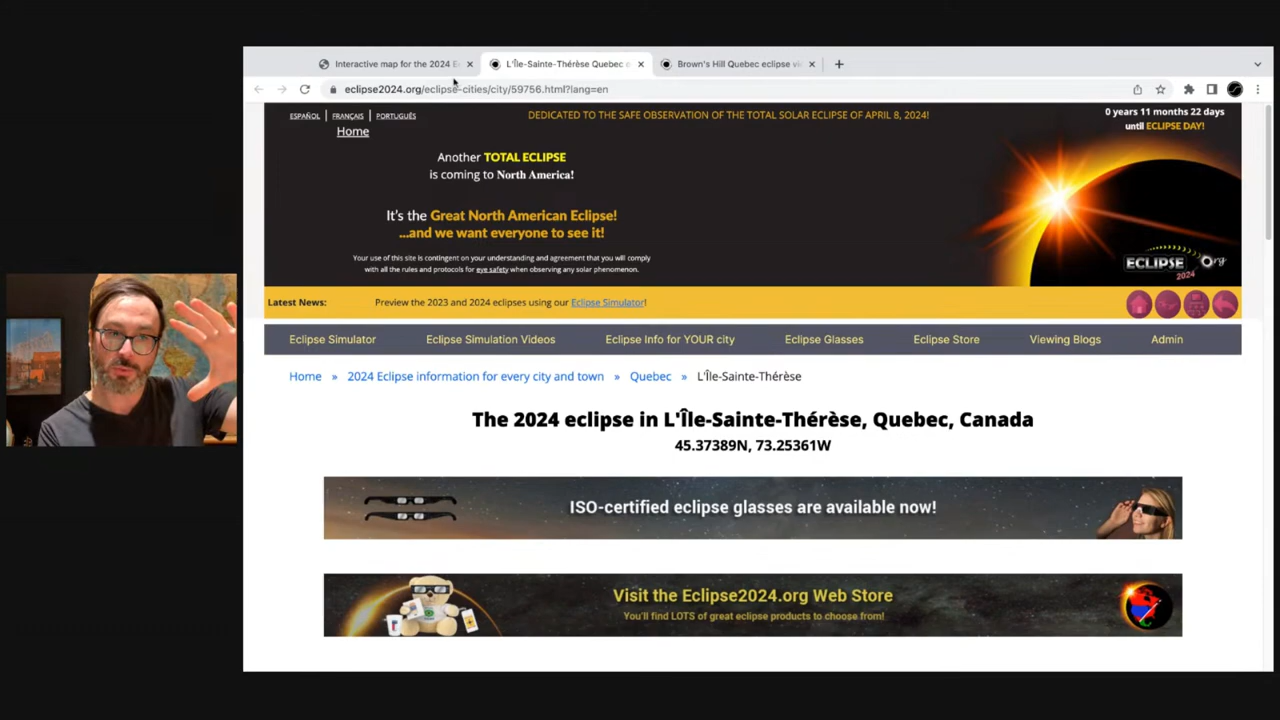 Interactive map for the 2024 E
L'Île-Sainte-Thérèse Quebec e
Brown's Hill Quebec eclipse vi
eclipse2024.org/eclipse-cities/city/59756.html?lang=en
ESPAÑOL | FRANÇAIS | PORTUGUÊS
Home
DEDICATED TO THE SAFE OBSERVATION OF THE TOTAL SOLAR ECLIPSE OF APRIL 8, 2024!
0 years 11 months 22 days
until ECLIPSE DAY!
Another TOTAL ECLIPSE
is coming to North America!
It's the Great North American Eclipse!
...and we want everyone to see it!
Your use of this site is contingent on your understanding and agreement that you will comply
with all the rules and protocols for eye safety when observing any solar phenomenon.
ECLIPSE Org
2024
Latest News: Preview the 2023 and 2024 eclipses using our Eclipse Simulator!
Eclipse Simulator Eclipse Simulation Videos Eclipse Info for YOUR city Eclipse Glasses Eclipse Store Viewing Blogs Admin
Home » 2024 Eclipse information for every city and town » Quebec » L'Île-Sainte-Thérèse
The 2024 eclipse in L'Île-Sainte-Thérèse, Quebec, Canada
45.37389N, 73.25361W
ISO-certified eclipse glasses are available now!
Visit the Eclipse2024.org Web Store
You'll find LOTS of great eclipse products to choose from!